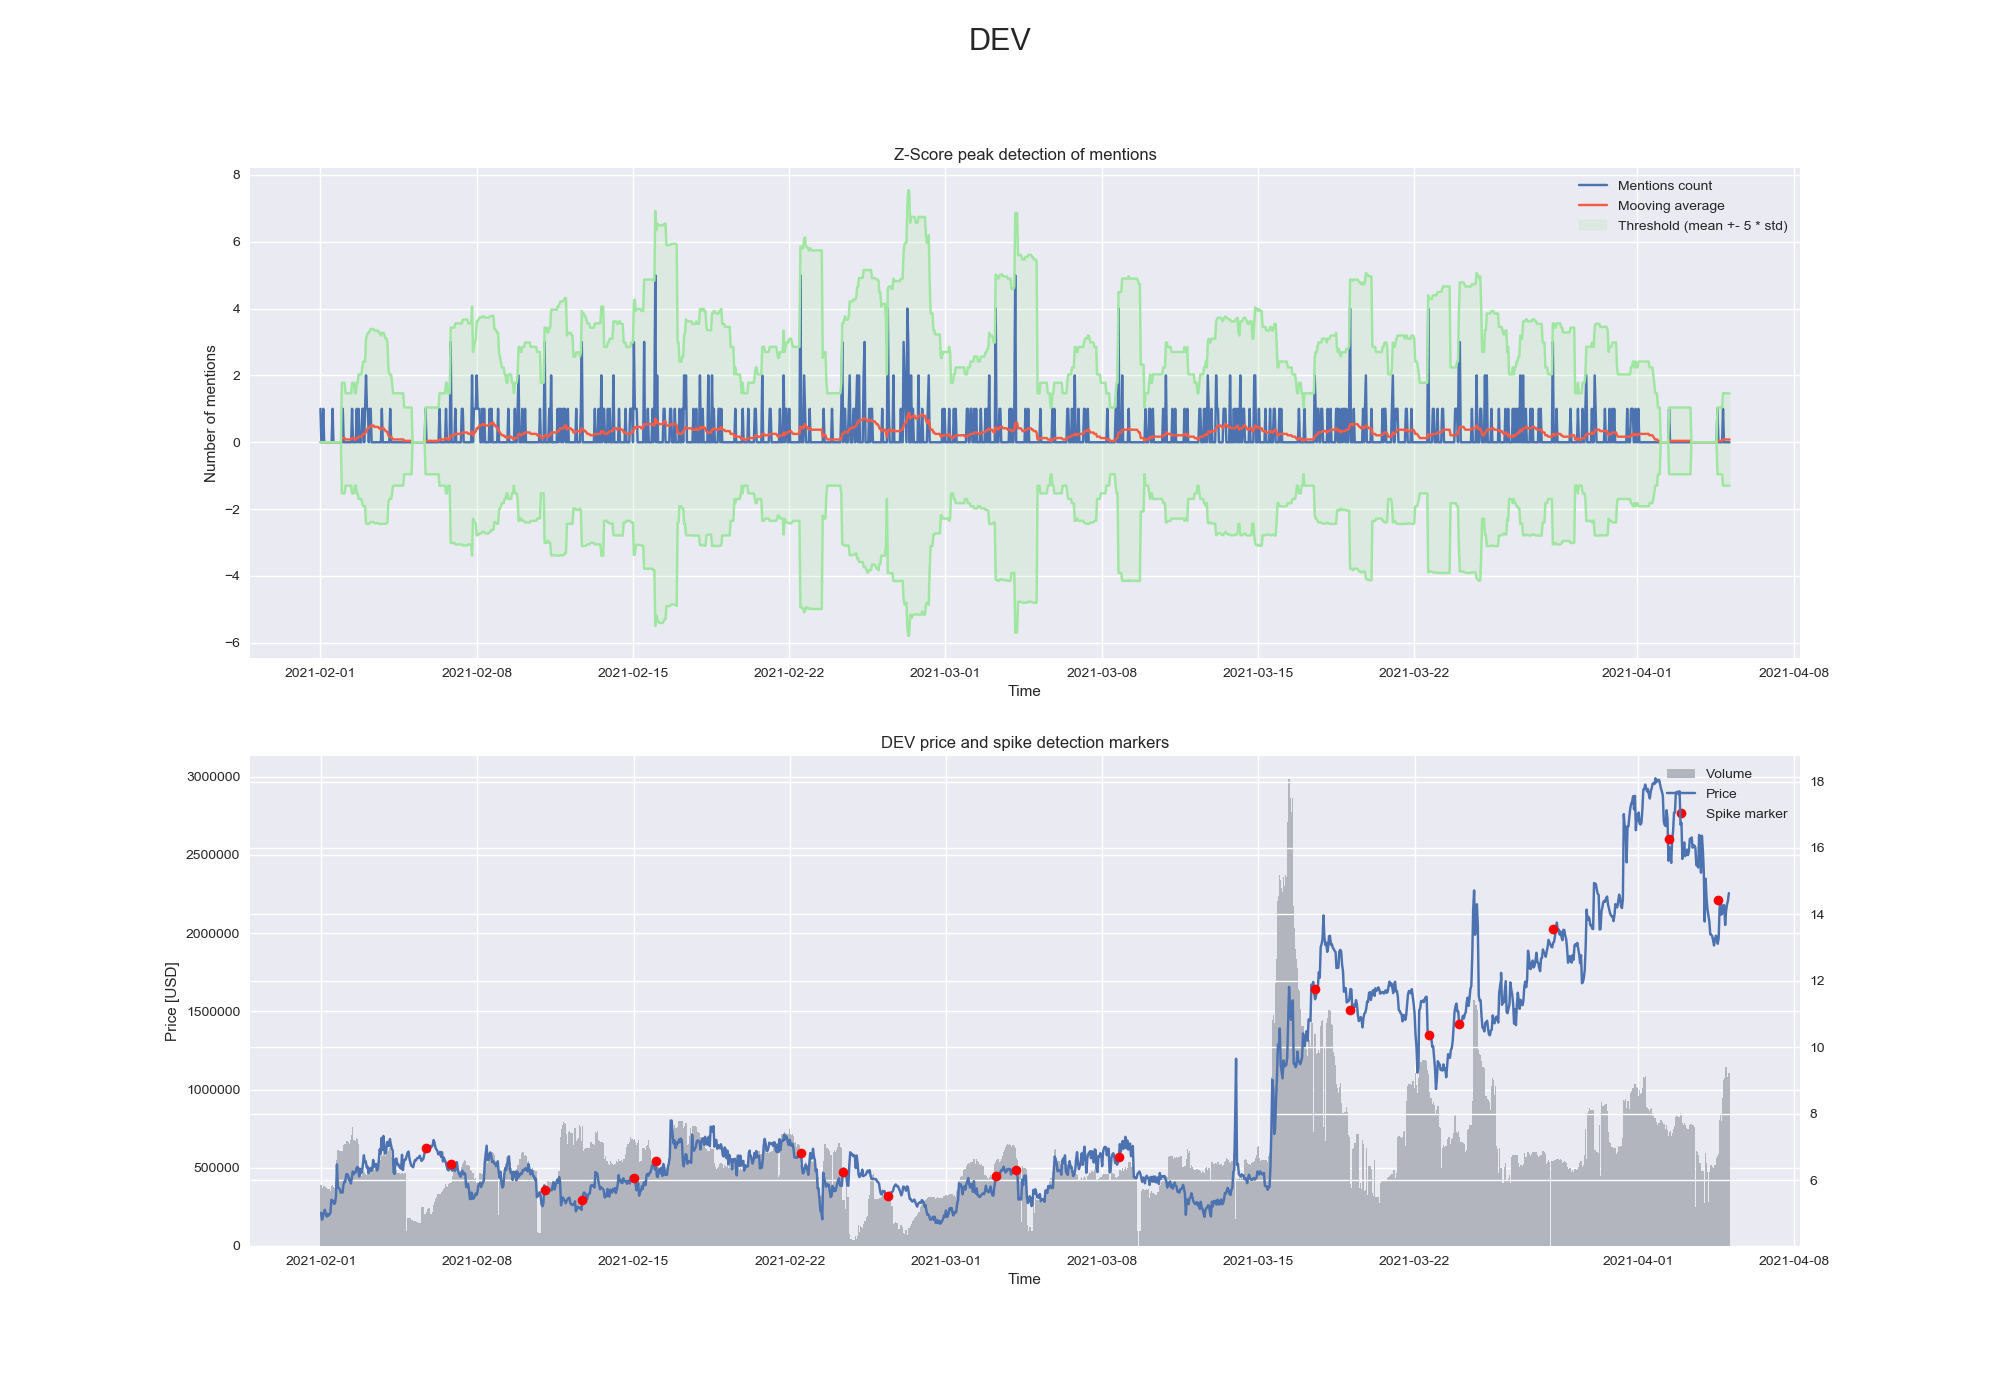 DEV
Z-Score peak detection of mentions
8
6
4
2
0
−2
−4
−6
Number of mentions
Mentions count
Mooving average
Threshold (mean +- 5 * std)
2021-02-01 2021-02-08 2021-02-15 2021-02-22 2021-03-01 2021-03-08 2021-03-15 2021-03-22 2021-04-01 2021-04-08
Time
DEV price and spike detection markers
3000000
2500000
2000000
1500000
1000000
500000
0
Price [USD]
Volume
Price
Spike marker
18
16
14
12
10
8
6
2021-02-01 2021-02-08 2021-02-15 2021-02-22 2021-03-01 2021-03-08 2021-03-15 2021-03-22 2021-04-01 2021-04-08
Time